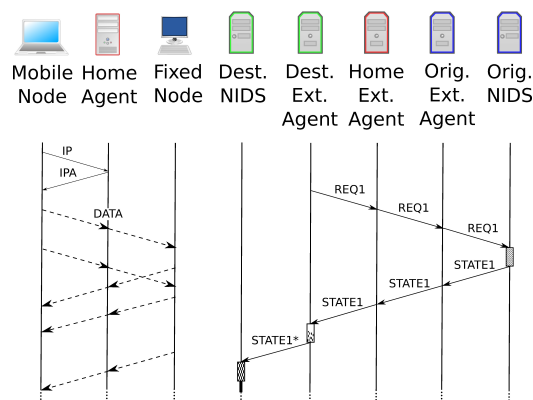 Mobile Node
Home Agent
Fixed Node
Dest. NIDS
Dest. Ext. Agent
Home Ext. Agent
Orig. Ext. Agent
Orig. NIDS
IP
IPA
DATA
REQ1
REQ1
REQ1
STATE1
STATE1
STATE1
STATE1*